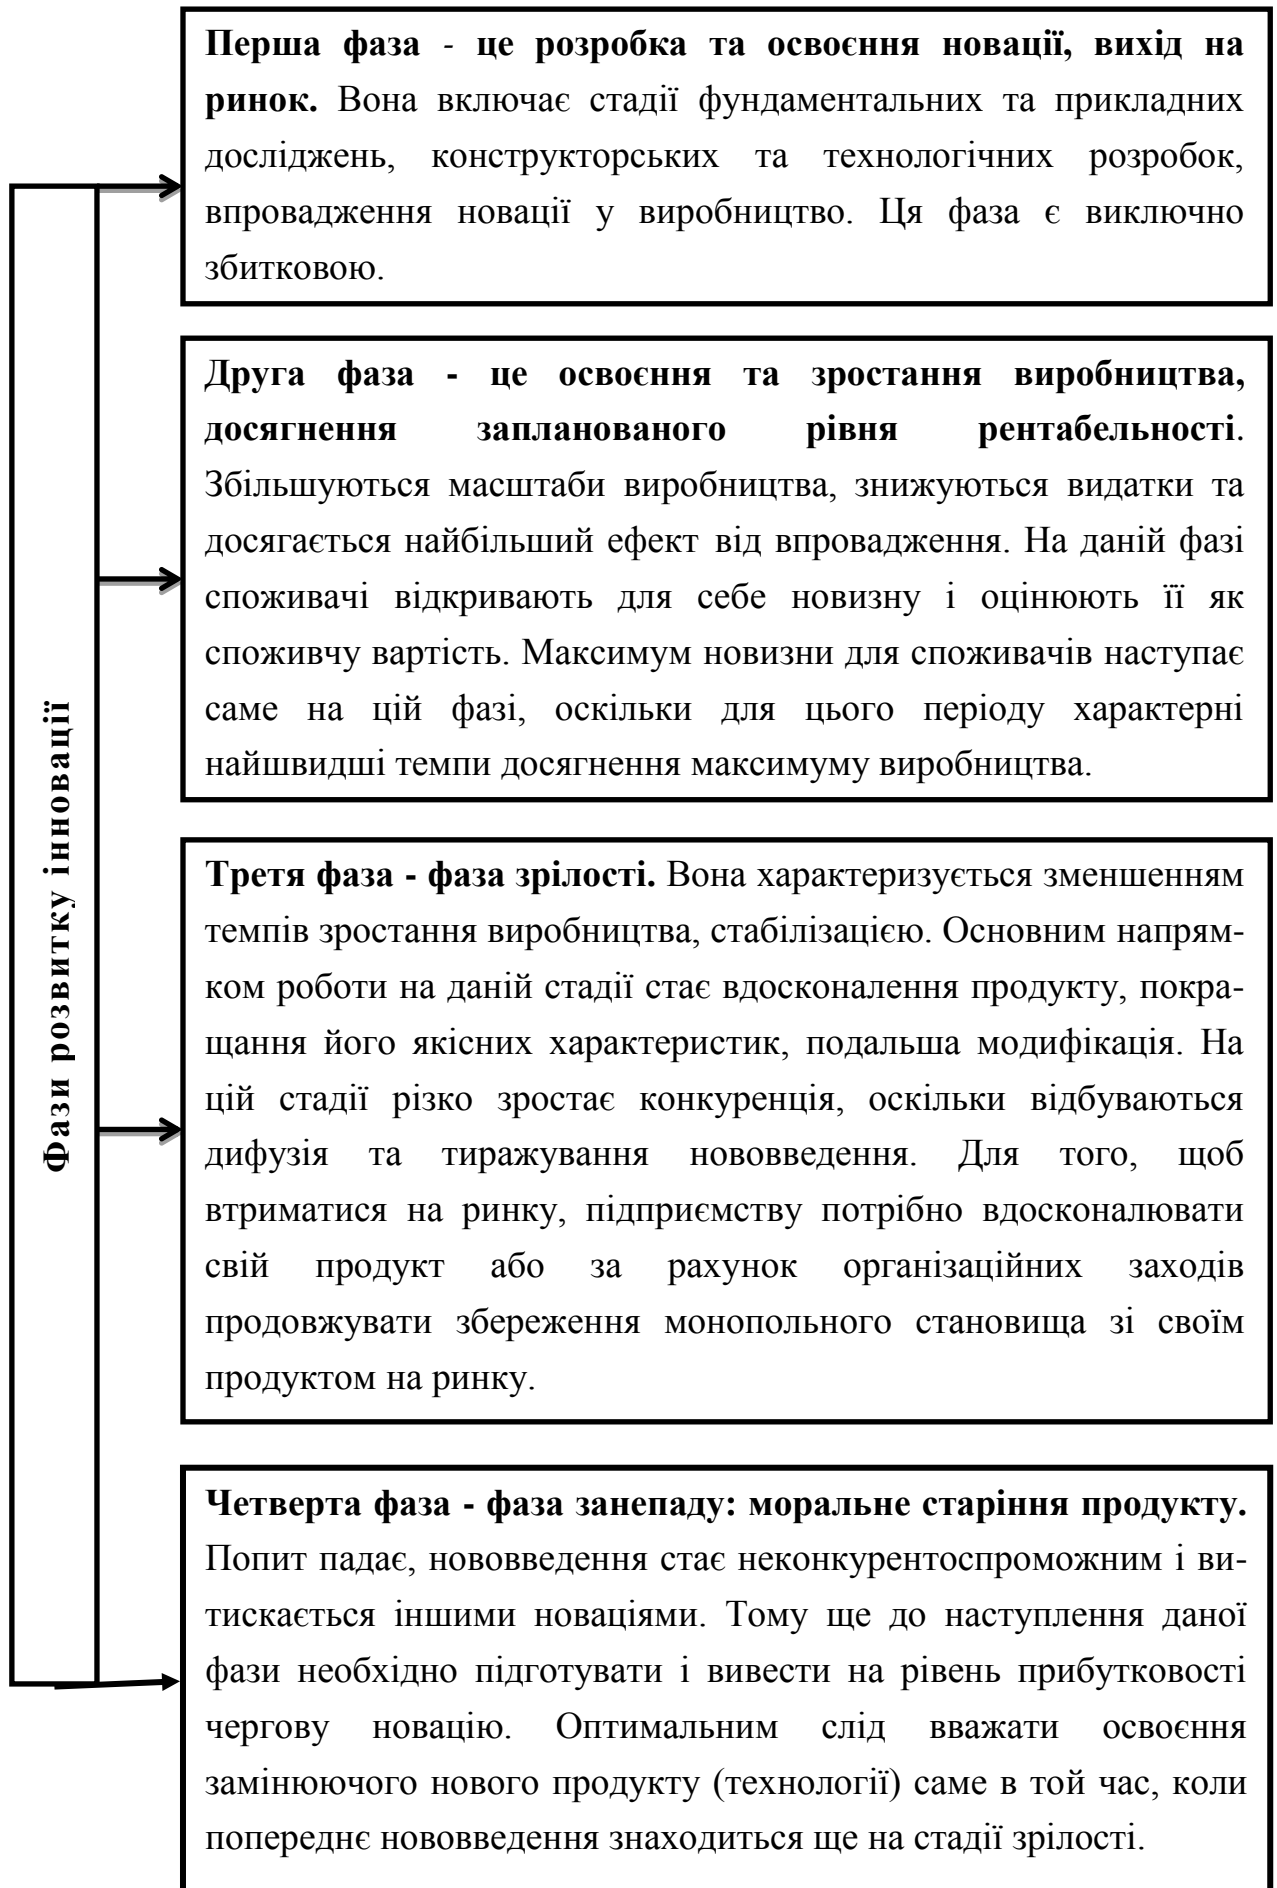 Фази розвитку інновації
Перша фаза - це розробка та освоєння новації, вихід на
ринок. Вона включає стадії фундаментальних та прикладних
досліджень, конструкторських та технологічних розробок,
впровадження новації у виробництво. Ця фаза є виключно
збитковою.
Друга фаза - це освоєння та зростання виробництва,
досягнення запланованого рівня рентабельності.
Збільшуються масштаби виробництва, знижуються видатки та
досягається найбільший ефект від впровадження. На даній фазі
споживачі відкривають для себе новизну і оцінюють її як
споживчу вартість. Максимум новизни для споживачів наступає
саме на цій фазі, оскільки для цього періоду характерні
найшвидші темпи досягнення максимуму виробництва.
Третя фаза - фаза зрілості. Вона характеризується зменшенням
темпів зростання виробництва, стабілізацією. Основним напрям-
ком роботи на даній стадії стає вдосконалення продукту, покра-
щання його якісних характеристик, подальша модифікація. На
цій стадії різко зростає конкуренція, оскільки відбуваються
дифузія та тиражування нововведення. Для того, щоб
втриматися на ринку, підприємству потрібно вдосконалювати
свій продукт або за рахунок організаційних заходів
продовжувати збереження монопольного становища зі своїм
продуктом на ринку.
Четверта фаза - фаза занепаду: моральне старіння продукту.
Попит падає, нововведення стає неконкурентоспроможним і ви-
тискається іншими новаціями. Тому ще до наступлення даної
фази необхідно підготувати і вивести на рівень прибутковості
чергову новацію. Оптимальним слід вважати освоєння
замінюючого нового продукту (технології) саме в той час, коли
попереднє нововведення знаходиться ще на стадії зрілості.